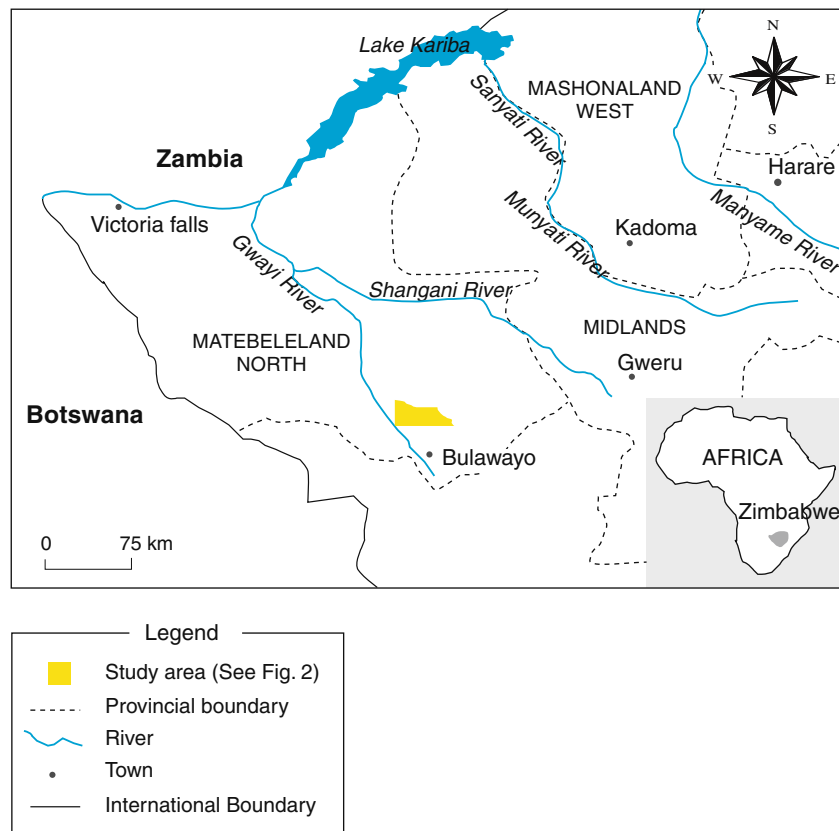 Lake Kariba
N
W
E
S
MASHONALAND
WEST
Sanyati River
Zambia
Harare
Victoria falls
Munyati River
Kadoma
Manyame River
Gwayi River
Shangani River
MATEBELELAND
NORTH
MIDLANDS
Gweru
Botswana
Bulawayo
AFRICA
Zimbabwe
0
75 km
Legend
Study area (See Fig. 2)
Provincial boundary
River
Town
International Boundary